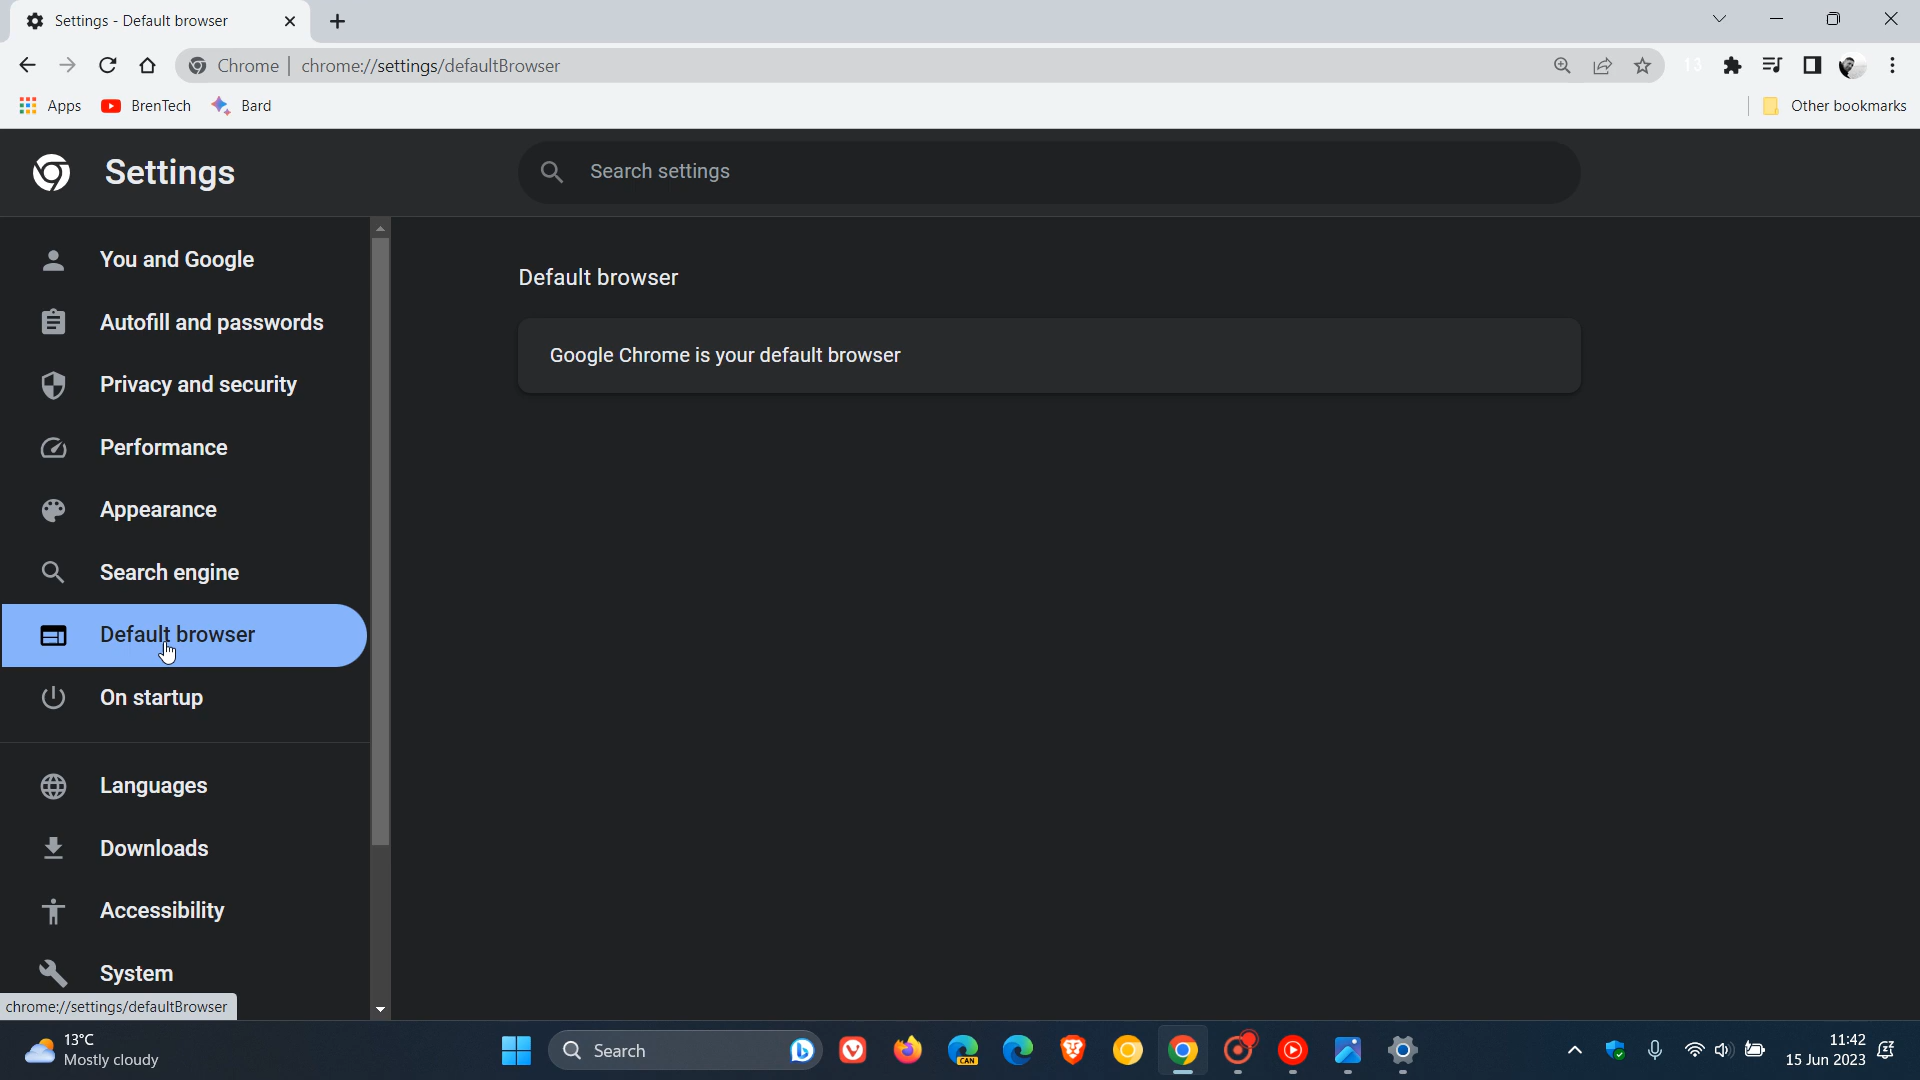 Settings - Default browser
Chrome | chrome://settings/defaultBrowser
13
Apps BrenTech Bard Other bookmarks
Settings
Search settings
You and Google
Autofill and passwords
Privacy and security
Performance
Appearance
Search engine
Default browser
On startup
Languages
Downloads
Accessibility
System
Default browser
Google Chrome is your default browser
chrome://settings/defaultBrowser
13°C
Mostly cloudy
Search
CAN
11:42
15 Jun 2023